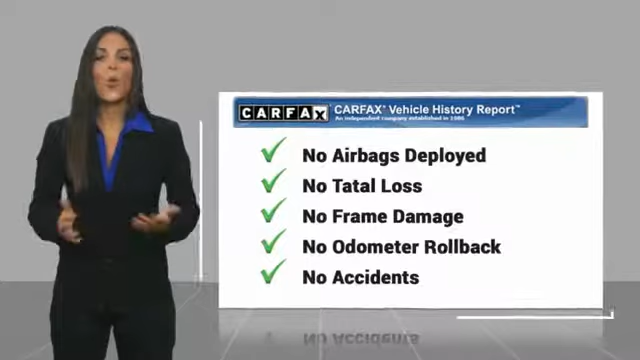 CARFAX CARFAX® Vehicle History Report™
An independent company established in 1986
No Airbags Deployed
No Tatal Loss
No Frame Damage
No Odometer Rollback
No Accidents